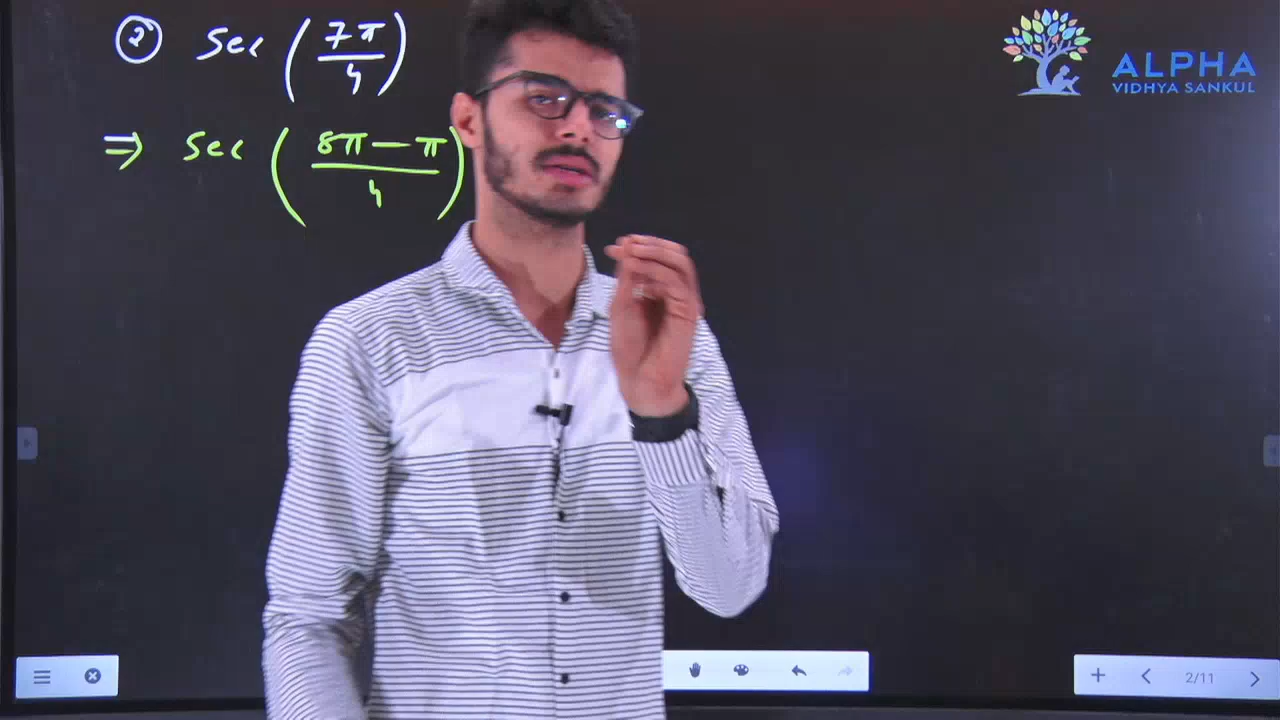 ② sec (7π/4)
⇒ sec (8π-π/4)
ALPHA
VIDHYA SANKUL
2/11